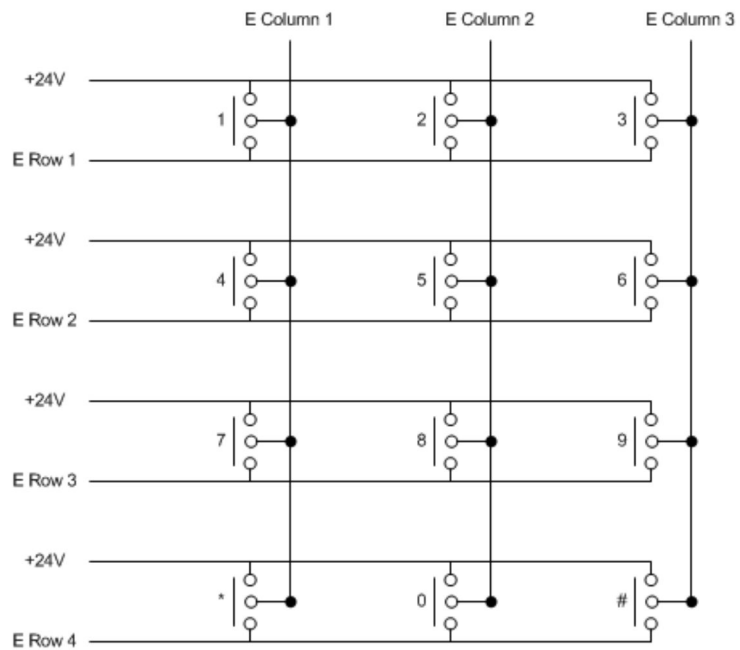 E Column 1 E Column 2 E Column 3
+24V
1 2 3
E Row 1
+24V
4 5 6
E Row 2
+24V
7 8 9
E Row 3
+24V
* 0 #
E Row 4